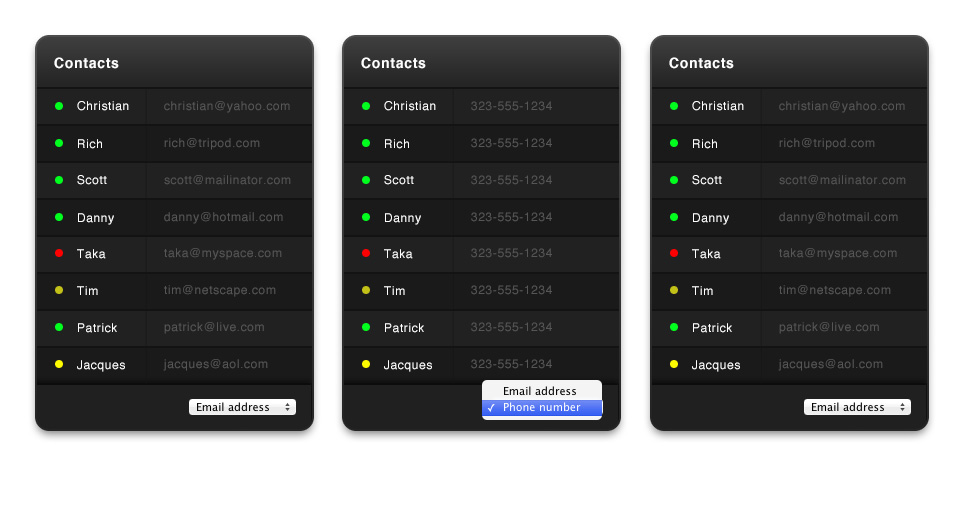 Contacts
Christian christian@yahoo.com
Rich rich@tripod.com
Scott scott@mailinator.com
Danny danny@hotmail.com
Taka taka@myspace.com
Tim tim@netscape.com
Patrick patrick@live.com
Jacques jacques@aol.com
Email address
Contacts
Christian 323-555-1234
Rich 323-555-1234
Scott 323-555-1234
Danny 323-555-1234
Taka 323-555-1234
Tim 323-555-1234
Patrick 323-555-1234
Jacques 323-555-1234
Email address
✓ Phone number
Contacts
Christian christian@yahoo.com
Rich rich@tripod.com
Scott scott@mailinator.com
Danny danny@hotmail.com
Taka taka@myspace.com
Tim tim@netscape.com
Patrick patrick@live.com
Jacques jacques@aol.com
Email address